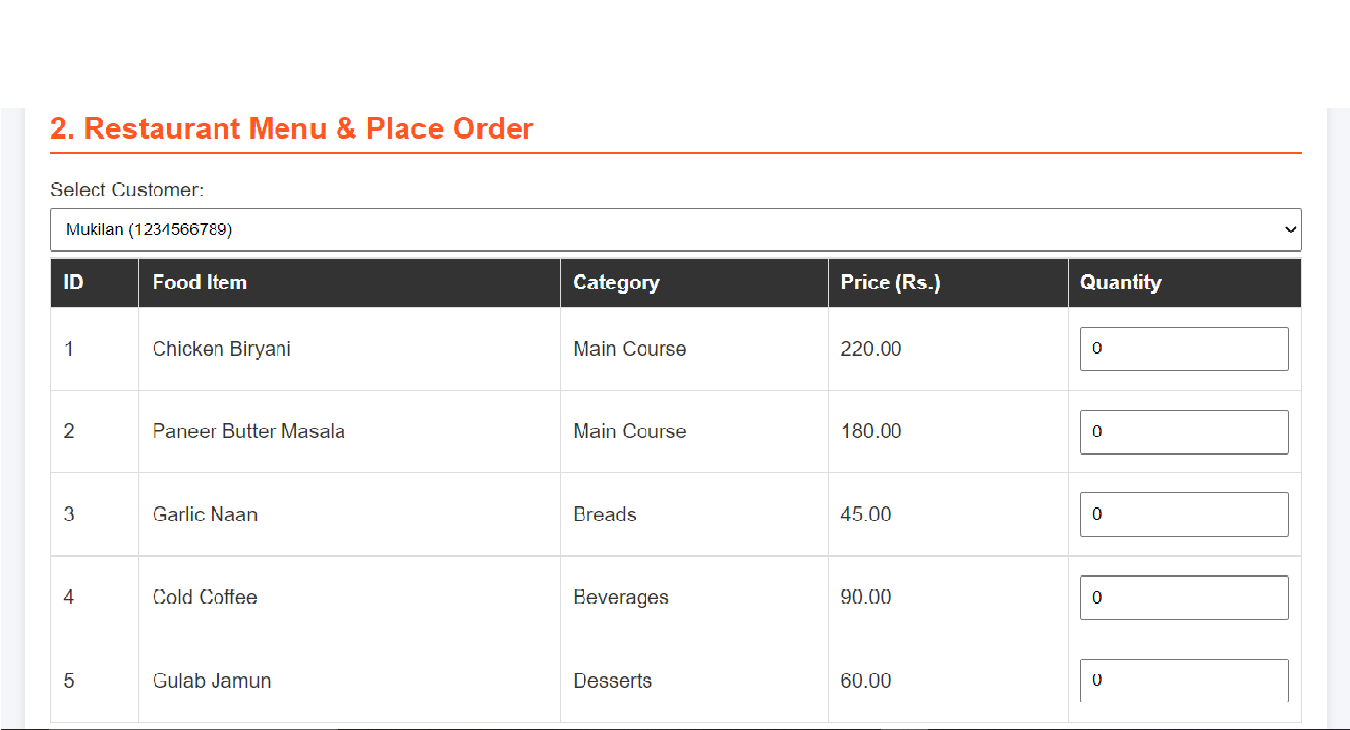 2. Restaurant Menu & Place Order
Select Customer:
Mukilan (1234566789)
ID Food Item Category Price (Rs.) Quantity
1 Chicken Biryani Main Course 220.00 0
2 Paneer Butter Masala Main Course 180.00 0
3 Garlic Naan Breads 45.00 0
4 Cold Coffee Beverages 90.00 0
5 Gulab Jamun Desserts 60.00 0